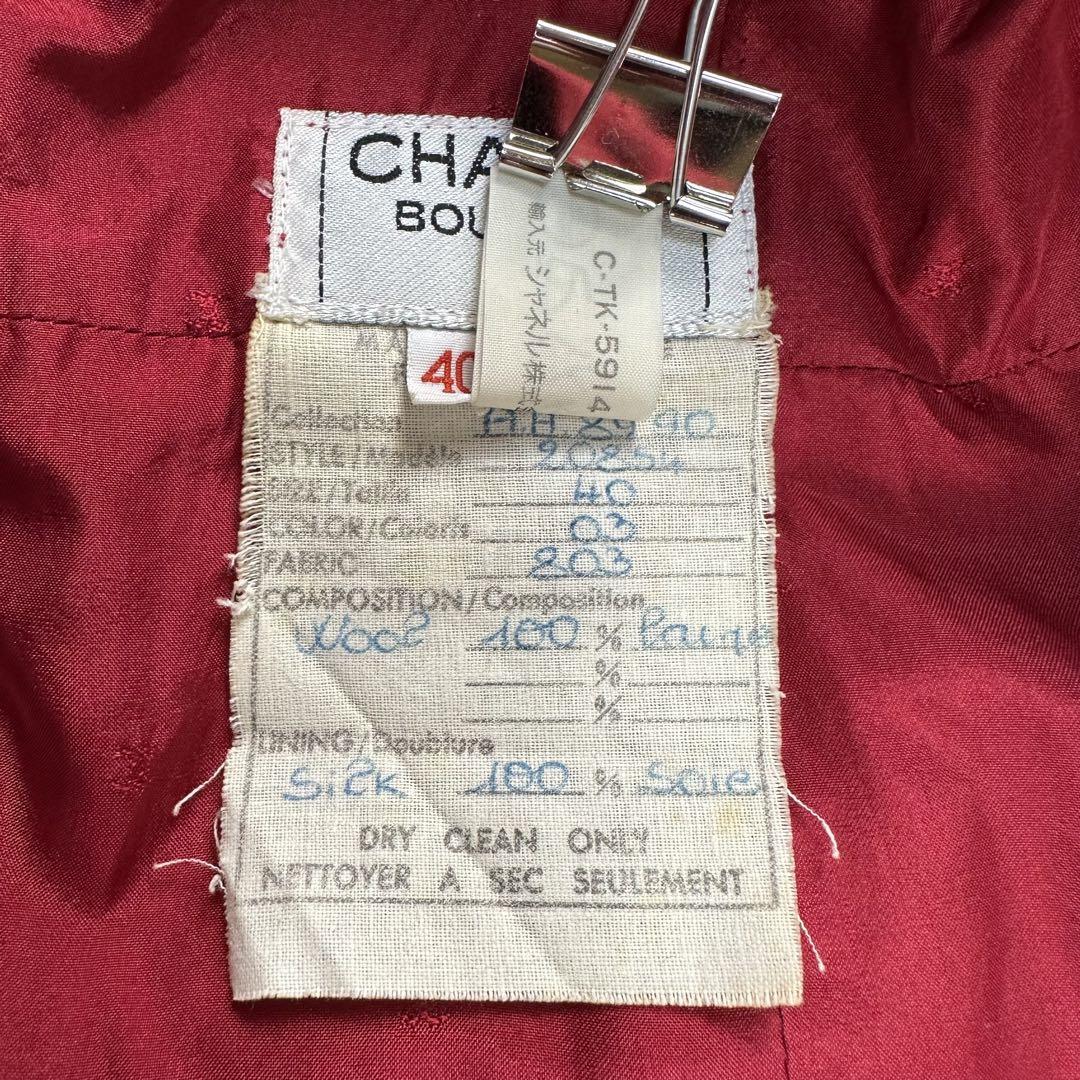 CHA
BOU
40
C-TK-5914
輸入元 シャネル株式
Collection A.H 89 90
STYLE/Modèle 20254
SIZE/Taille 40
COLOR/Coloris 03
FABRIC 203
COMPOSITION/Composition
Wool 100 % Laine
%
%
LINING/Doublure
Silk 100 % Soie
DRY CLEAN ONLY
NETTOYER A SEC SEULEMENT